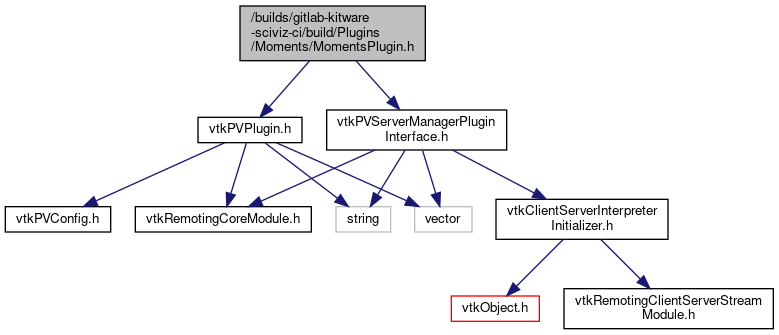 /builds/gitlab-kitware
-sciviz-ci/build/Plugins
/Moments/MomentsPlugin.h
vtkPVPlugin.h
vtkPVServerManagerPlugin
Interface.h
vtkPVConfig.h
vtkRemotingCoreModule.h
string
vector
vtkClientServerInterpreter
Initializer.h
vtkObject.h
vtkRemotingClientServerStream
Module.h